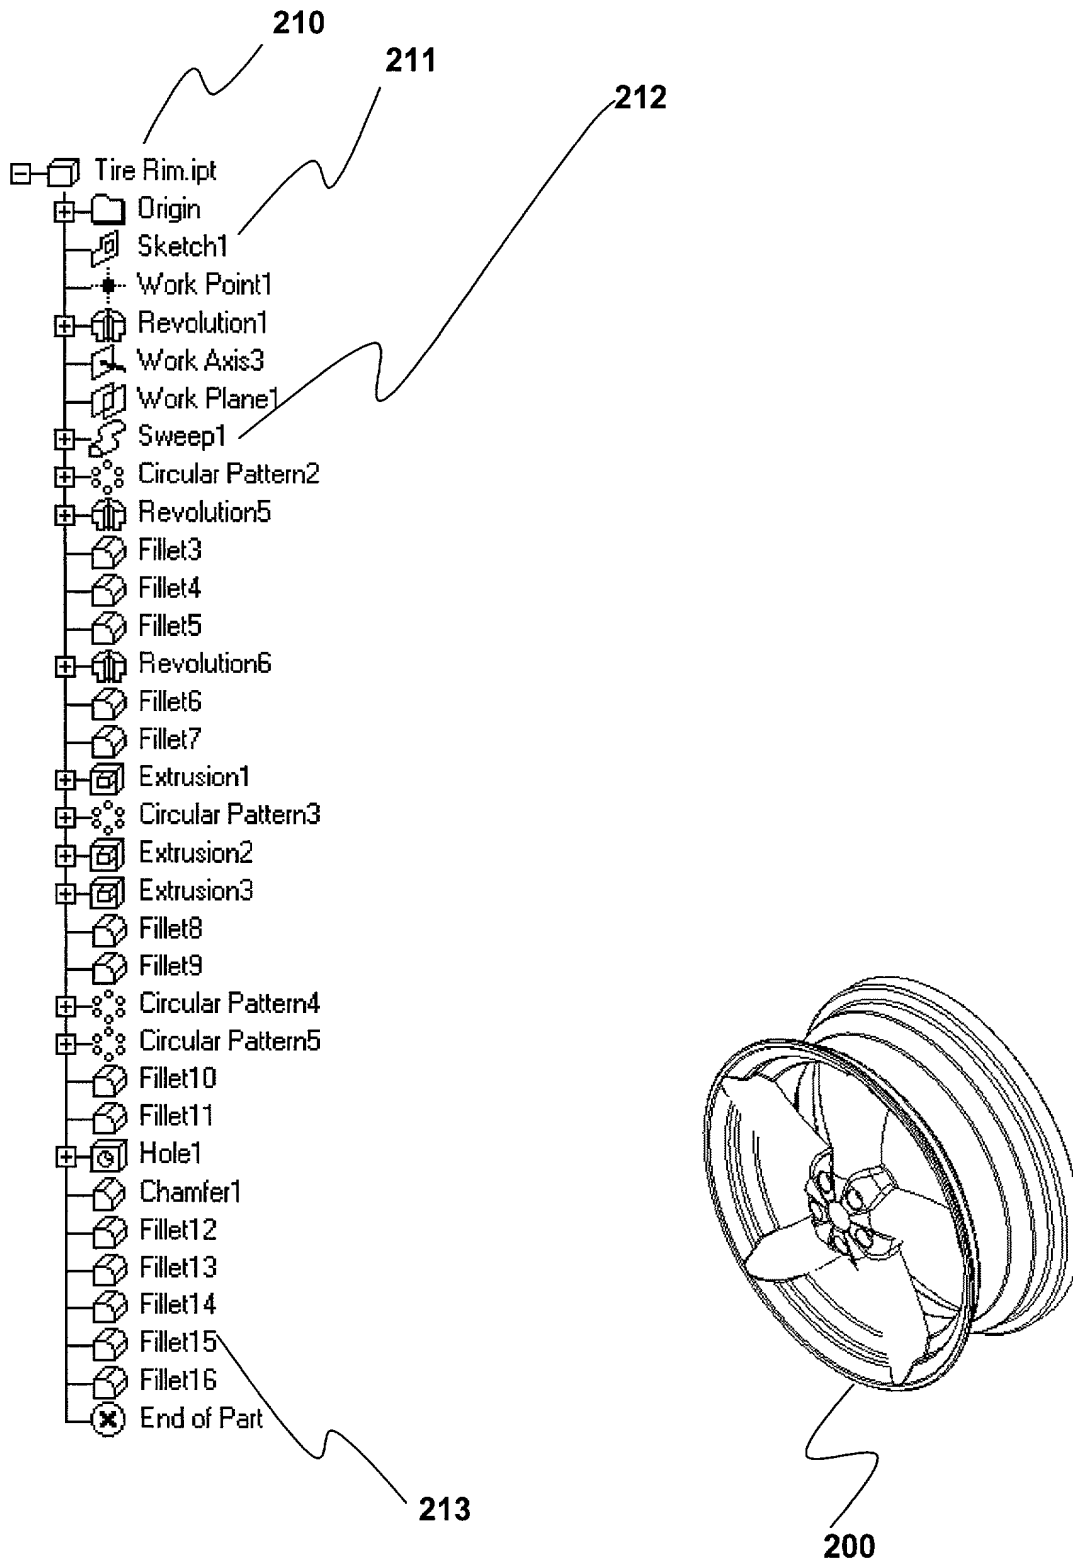 210
211
212
Tire Rim.ipt
Origin
Sketch1
Work Point1
Revolution1
Work Axis3
Work Plane1
Sweep1
Circular Pattern2
Revolution5
Fillet3
Fillet4
Fillet5
Revolution6
Fillet6
Fillet7
Extrusion1
Circular Pattern3
Extrusion2
Extrusion3
Fillet8
Fillet9
Circular Pattern4
Circular Pattern5
Fillet10
Fillet11
Hole1
Chamfer1
Fillet12
Fillet13
Fillet14
Fillet15
Fillet16
End of Part
213
200